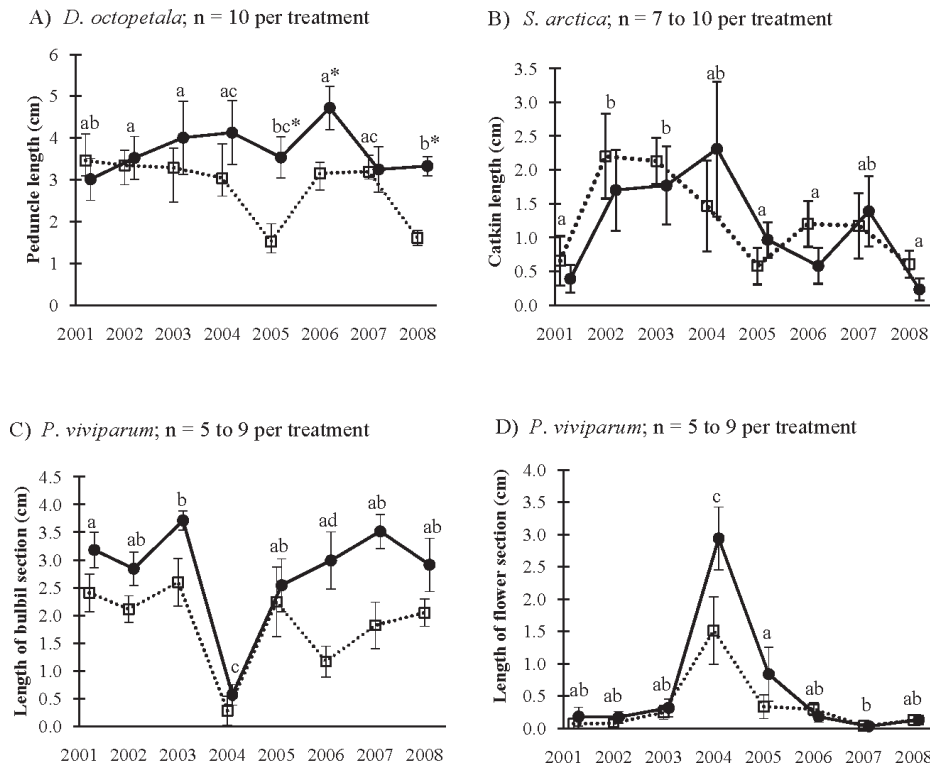 A) D. octopetala; n = 10 per treatment
Peduncle length (cm)
6
5
4
3
2
1
0
ab
a
a
ac
bc*
a*
ac
b*
2001 2002 2003 2004 2005 2006 2007 2008
B) S. arctica; n = 7 to 10 per treatment
Catkin length (cm)
3.5
3.0
2.5
2.0
1.5
1.0
0.5
0.0
a
b
b
ab
a
a
ab
a
2001 2002 2003 2004 2005 2006 2007 2008
C) P. viviparum; n = 5 to 9 per treatment
Length of bulbil section (cm)
4.5
4.0
3.5
3.0
2.5
2.0
1.5
1.0
0.5
0.0
a
ab
b
c
ab
ad
ab
ab
2001 2002 2003 2004 2005 2006 2007 2008
D) P. viviparum; n = 5 to 9 per treatment
Length of flower section (cm)
4.0
3.5
3.0
2.5
2.0
1.5
1.0
0.5
0.0
ab
ab
ab
c
a
ab
b
ab
2001 2002 2003 2004 2005 2006 2007 2008